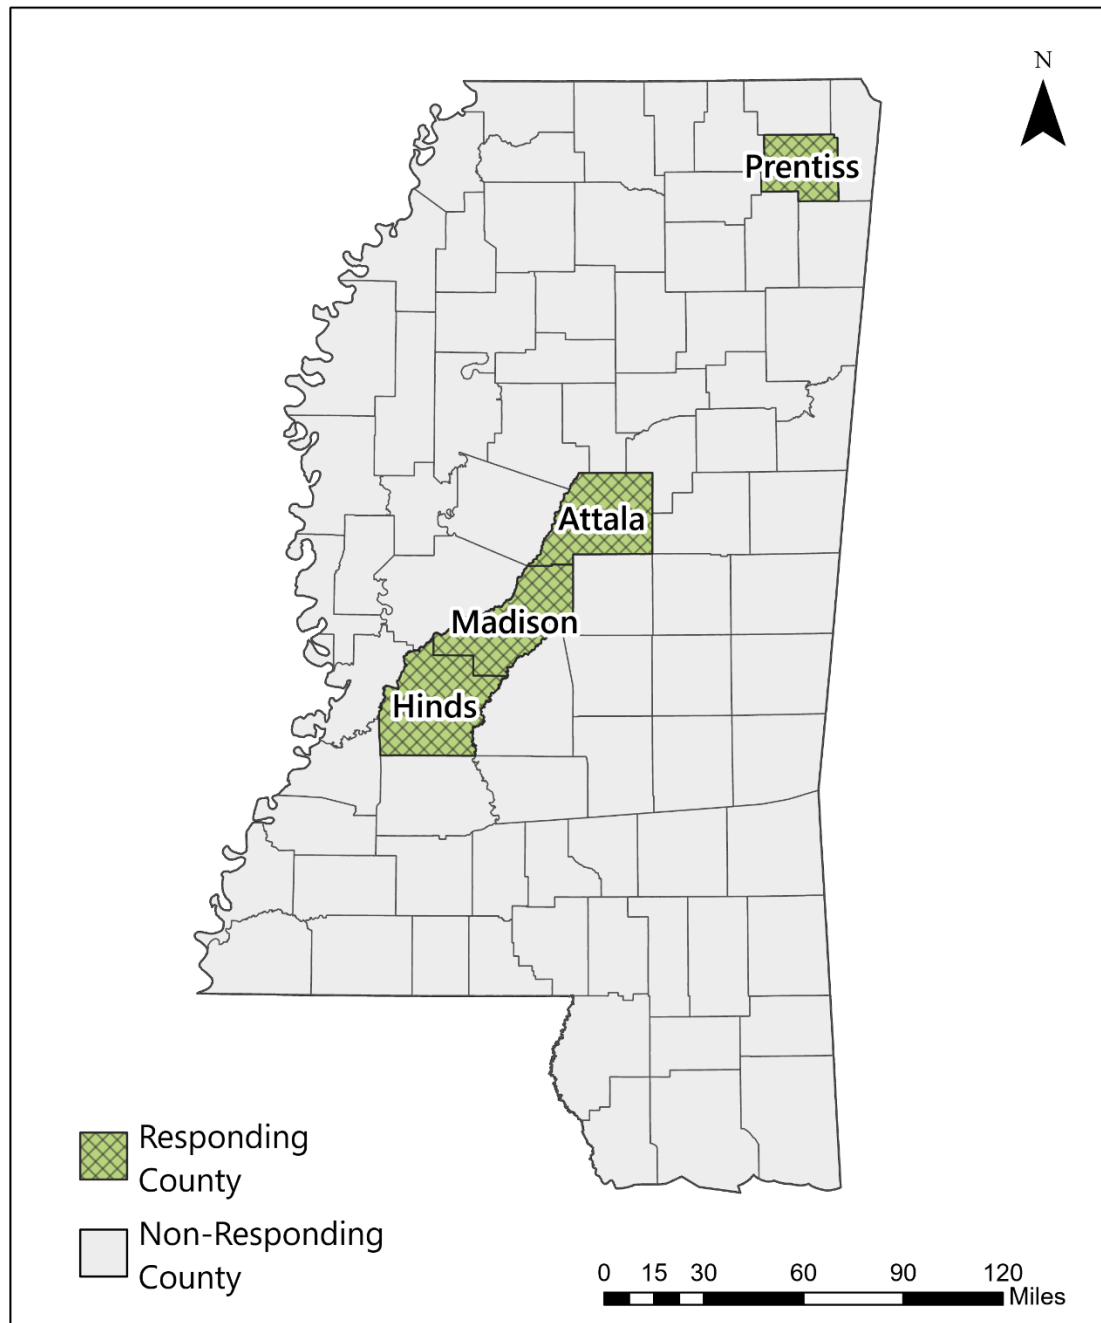 N
Prentiss
Attala
Madison
Hinds
Responding
County
Non-Responding
County
0 15 30 60 90 120
Miles